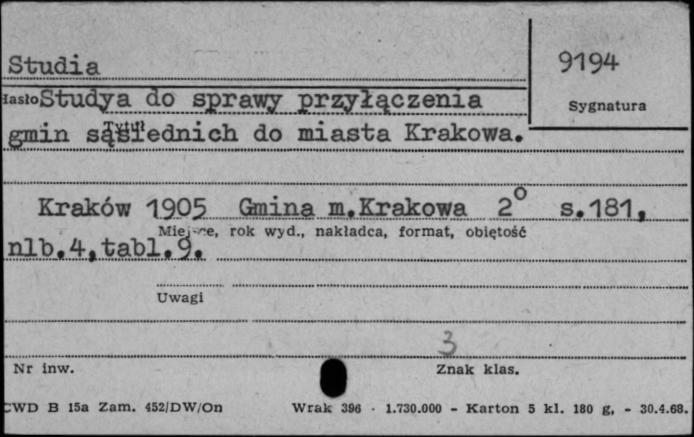 Studia
9194
Hasło Studya do sprawy przyłączenia
Sygnatura
gmin sąsiednich do miasta Krakowa.
Kraków 1905 Gmina m.Krakowa 2° s.181,
Miejsce, rok wyd., nakładca, format, objętość
nlb.4,tabl.9.
Uwagi
3
Nr inw.
Znak klas.
CWD B 15a Zam. 452/DW/On Wrak 396 · 1.730.000 - Karton 5 kl. 180 g, - 30.4.68.